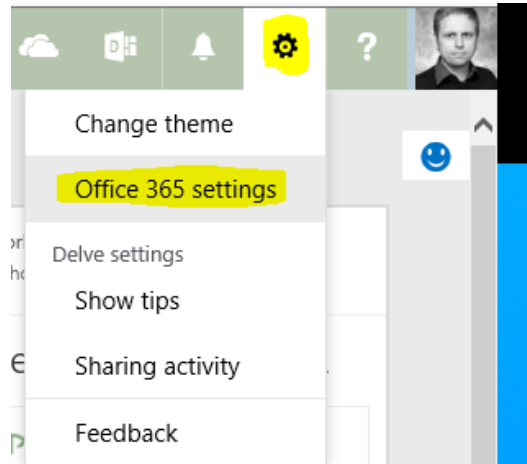 ?
Change theme
Office 365 settings
Delve settings
Show tips
Sharing activity
Feedback